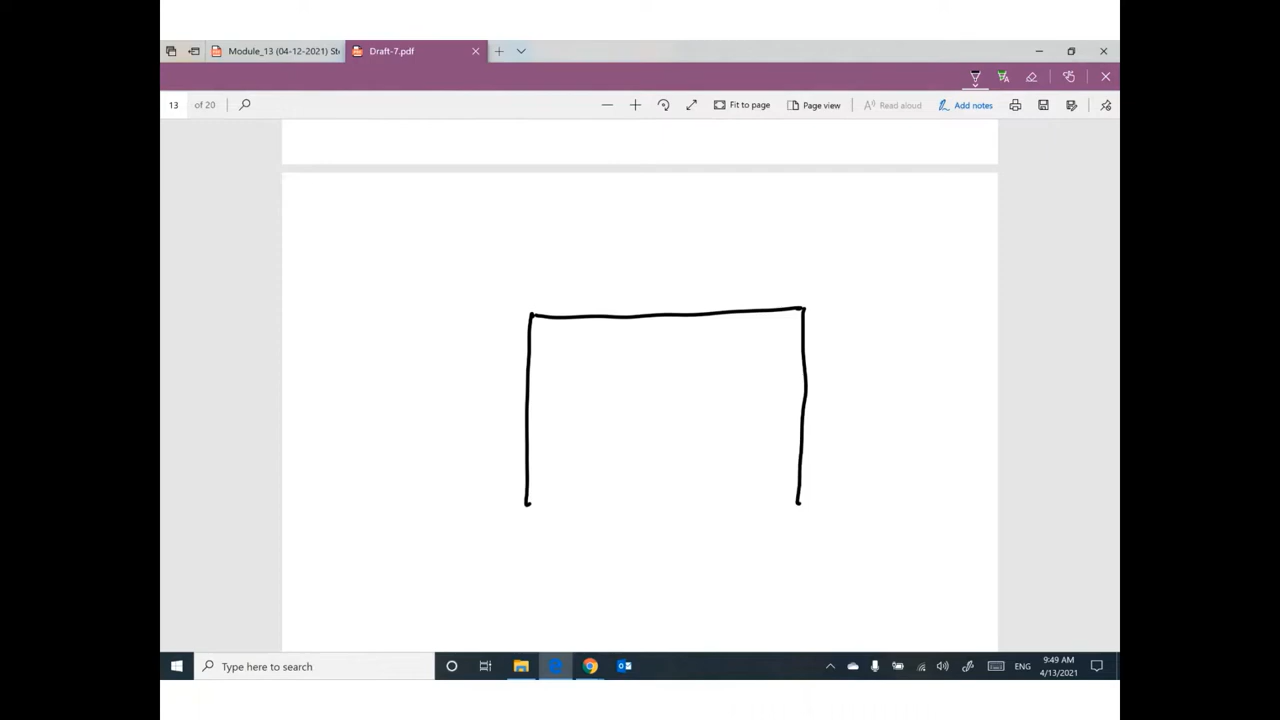 Module_13 (04-12-2021) Ste
Draft-7.pdf
13 of 20
Fit to page
Page view
Read aloud
Add notes
Type here to search
ENG
9:49 AM
4/13/2021